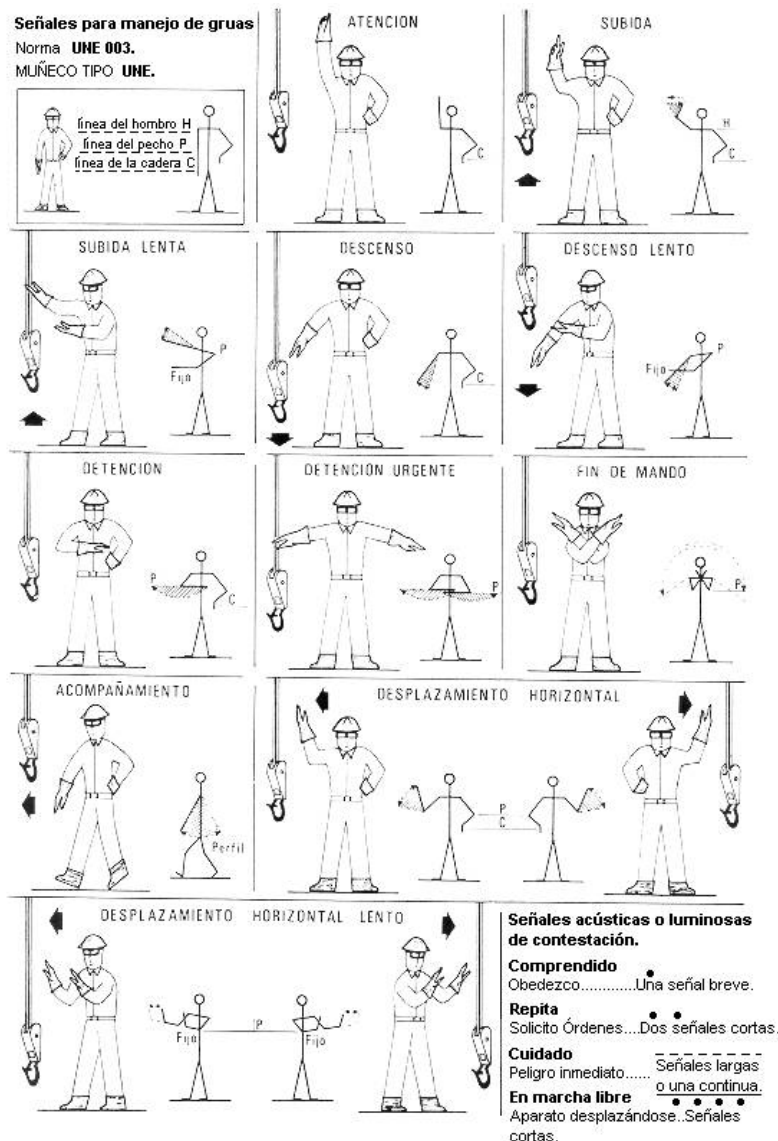 Señales para manejo de gruas
Norma UNE 003.
MUÑECO TIPO UNE.
línea del hombro H
línea del pecho P
línea de la cadera C
ATENCION
C
SUBIDA
H
C
SUBIDA LENTA
P
Fijo
DESCENSO
C
DESCENSO LENTO
P
Fijo
DETENCION
P
C
DETENCION URGENTE
P
FIN DE MANDO
P
ACOMPAÑAMIENTO
Perfil
DESPLAZAMIENTO HORIZONTAL
P
C
DESPLAZAMIENTO HORIZONTAL LENTO
P
Fijo
Fijo
Señales acústicas o luminosas
de contestación.
Comprendido
Obedezco............Una señal breve.
Repita
Solicito Órdenes....Dos señales cortas.
Cuidado
Peligro inmediato...... Señales largas
o una continua.
En marcha libre
Aparato desplazándose..Señales
cortas.